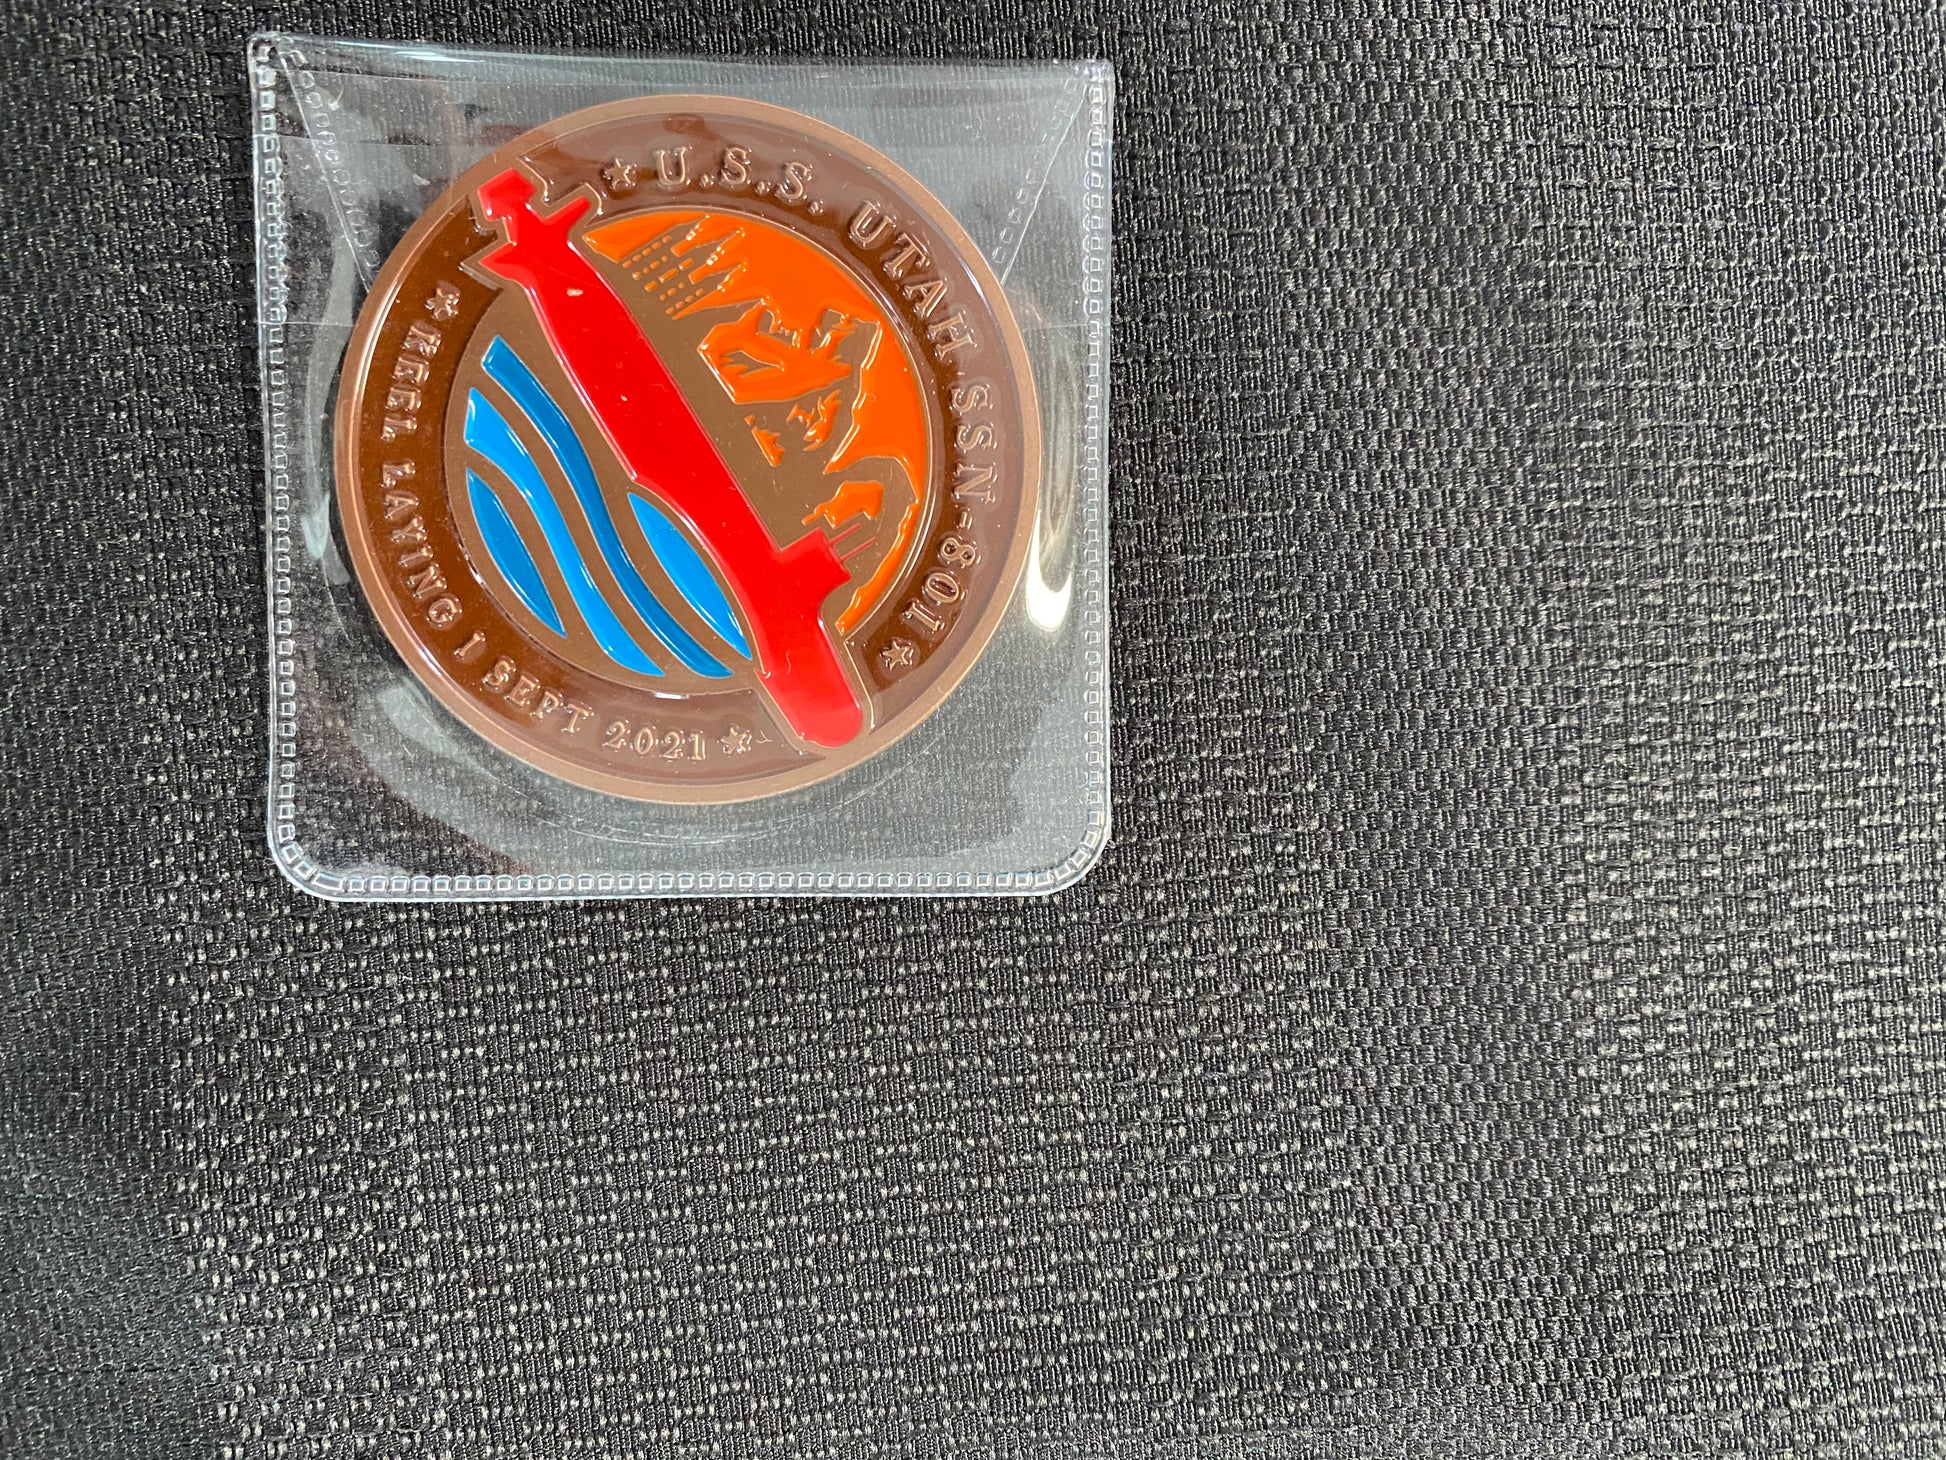 ★ U.S.S. UTAH SSN-801 ★
★ KEEL LAYING 1 SEPT 2021 ★